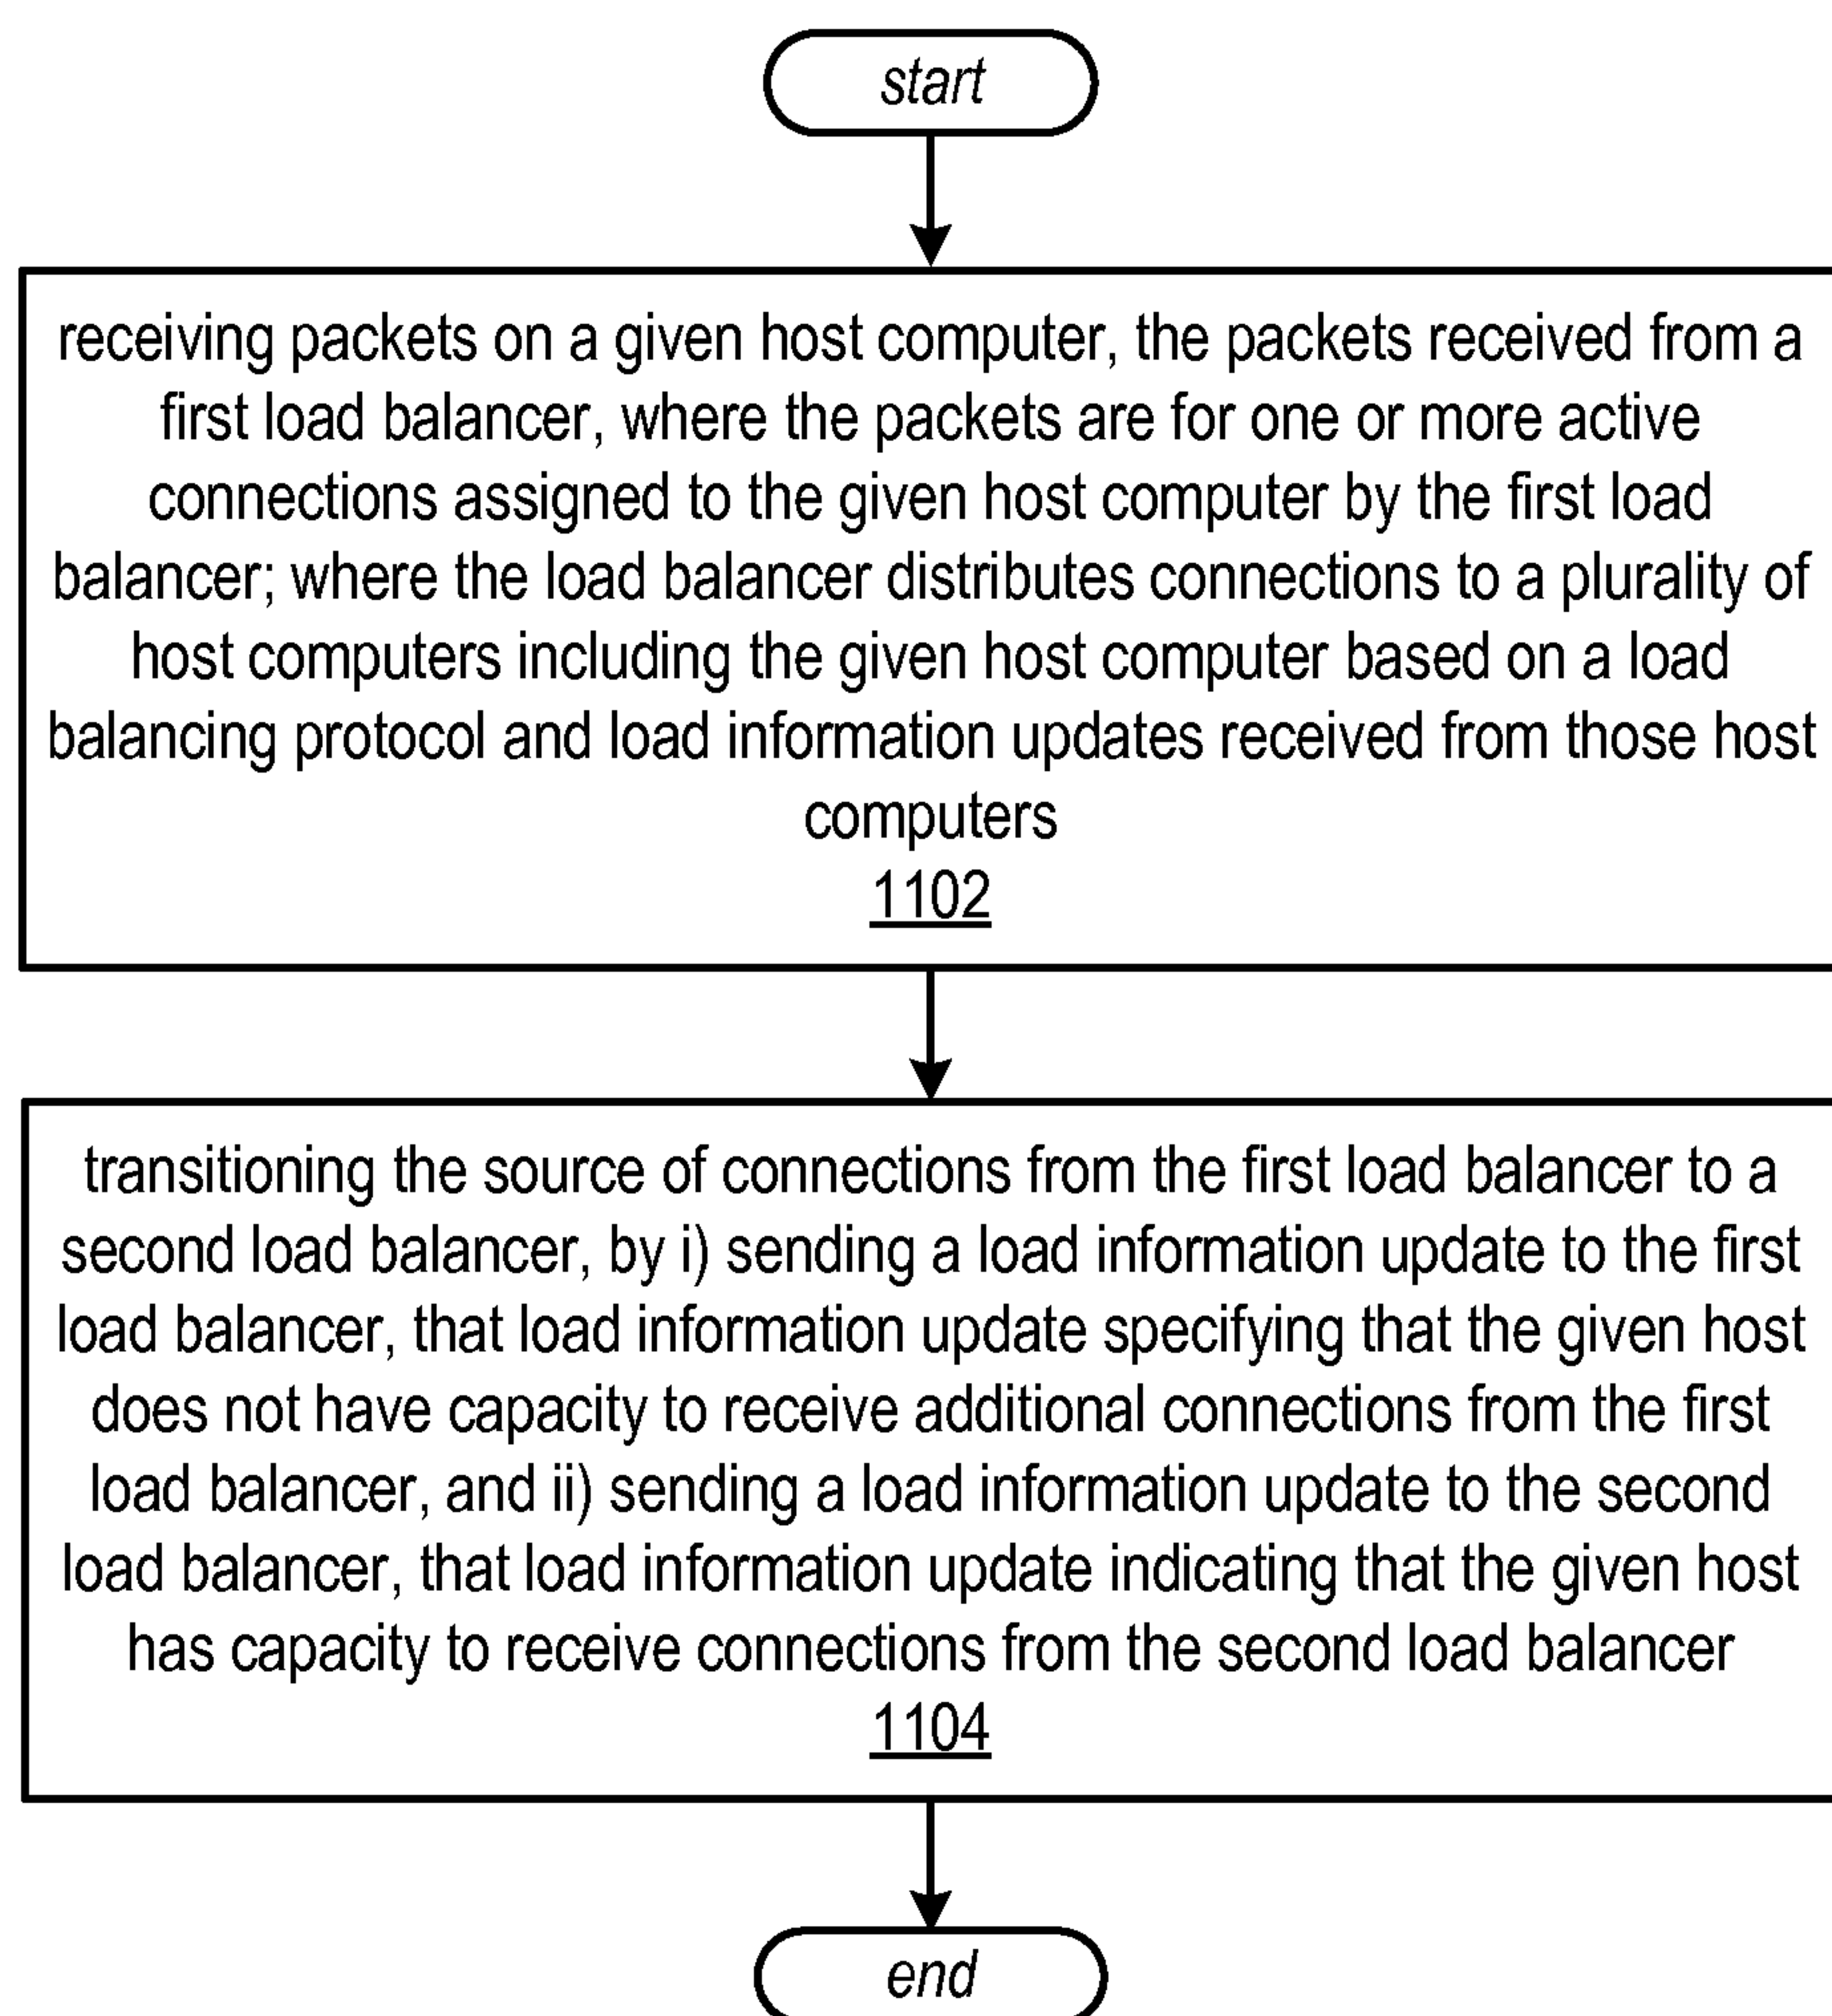 start
receiving packets on a given host computer, the packets received from a
first load balancer, where the packets are for one or more active
connections assigned to the given host computer by the first load
balancer; where the load balancer distributes connections to a plurality of
host computers including the given host computer based on a load
balancing protocol and load information updates received from those host
computers
1102
transitioning the source of connections from the first load balancer to a
second load balancer, by i) sending a load information update to the first
load balancer, that load information update specifying that the given host
does not have capacity to receive additional connections from the first
load balancer, and ii) sending a load information update to the second
load balancer, that load information update indicating that the given host
has capacity to receive connections from the second load balancer
1104
end